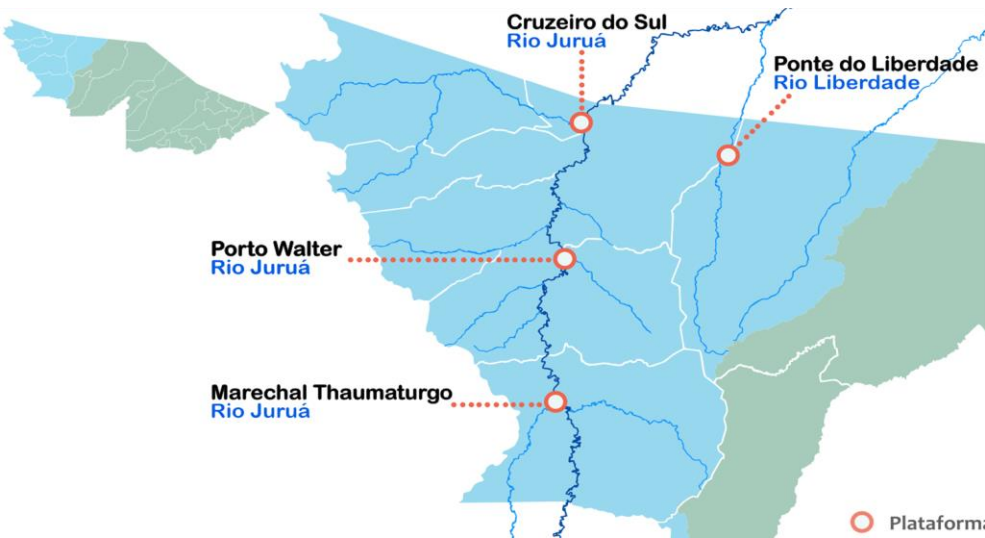 Cruzeiro do Sul
Rio Juruá
Ponte do Liberdade
Rio Liberdade
Porto Walter
Rio Juruá
Marechal Thaumaturgo
Rio Juruá
Plataforma